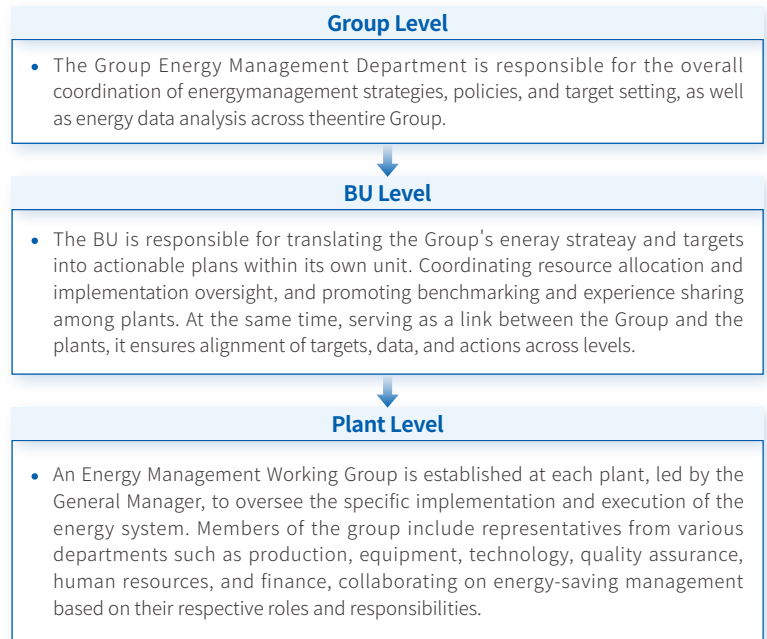 Group Level
• The Group Energy Management Department is responsible for the overall
coordination of energymanagement strategies, policies, and target setting, as well
as energy data analysis across theentire Group.
BU Level
• The BU is responsible for translating the Group's eneray strateay and targets
into actionable plans within its own unit. Coordinating resource allocation and
implementation oversight, and promoting benchmarking and experience sharing
among plants. At the same time, serving as a link between the Group and the
plants, it ensures alignment of targets, data, and actions across levels.
Plant Level
• An Energy Management Working Group is established at each plant, led by the
General Manager, to oversee the specific implementation and execution of the
energy system. Members of the group include representatives from various
departments such as production, equipment, technology, quality assurance,
human resources, and finance, collaborating on energy-saving management
based on their respective roles and responsibilities.